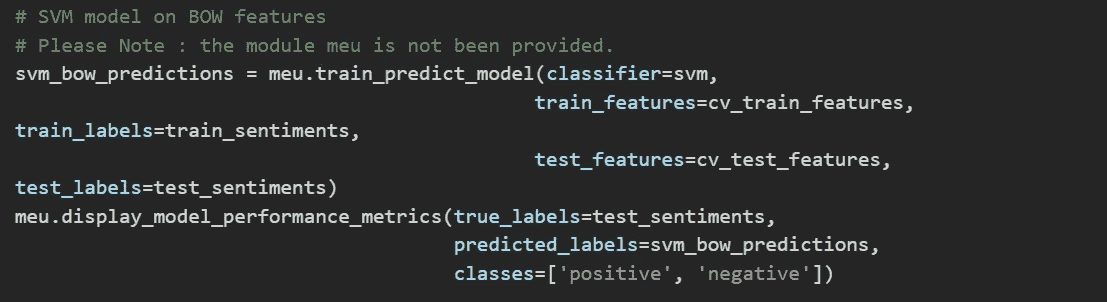 # SVM model on BOW features
# Please Note : the module meu is not been provided.
svm_bow_predictions = meu.train_predict_model(classifier=svm,
train_features=cv_train_features,
train_labels=train_sentiments,
test_features=cv_test_features,
test_labels=test_sentiments)
meu.display_model_performance_metrics(true_labels=test_sentiments,
predicted_labels=svm_bow_predictions,
classes=['positive', 'negative'])